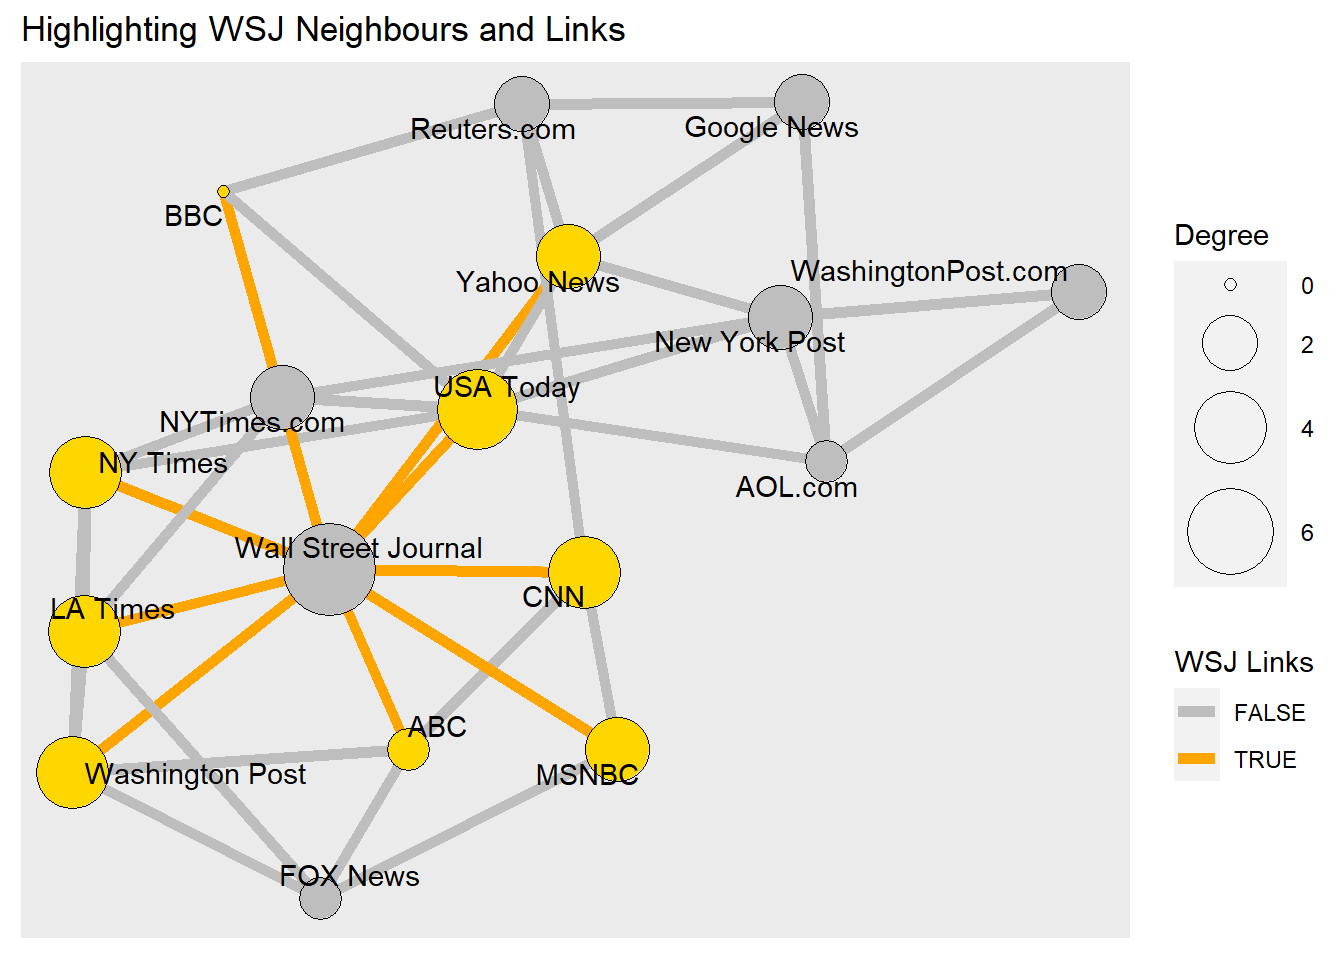 Highlighting WSJ Neighbours and Links
Reuters.com
Google News
BBC
Yahoo News
WashingtonPost.com
New York Post
USA Today
NYTimes.com
NY Times
AOL.com
Wall Street Journal
CNN
LA Times
ABC
Washington Post
MSNBC
FOX News
Degree
0
2
4
6
WSJ Links
FALSE
TRUE